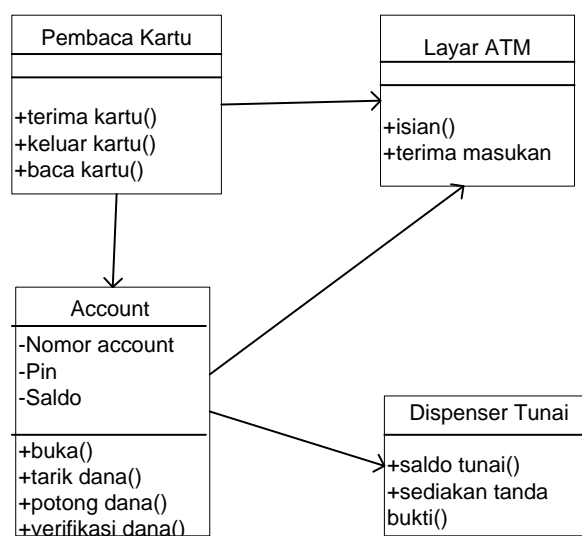 Pembaca Kartu
+terima kartu()
+keluar kartu()
+baca kartu()
Layar ATM
+isian()
+terima masukan
Account
-Nomor account
-Pin
-Saldo
+buka()
+tarik dana()
+potong dana()
+verifikasi dana()
Dispenser Tunai
+saldo tunai()
+sediakan tanda
bukti()